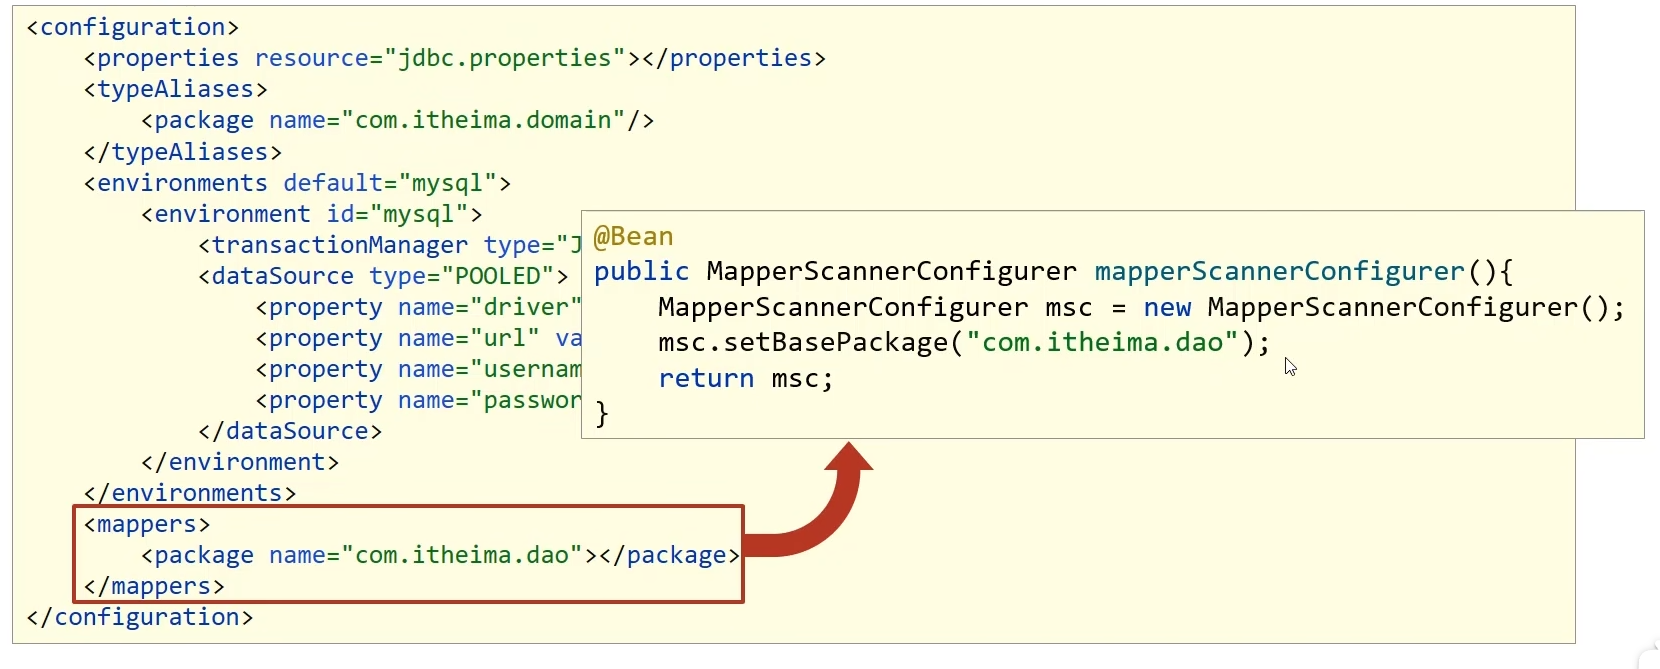 <configuration>
<properties resource="jdbc.properties"></properties>
<typeAliases>
<package name="com.itheima.domain"/>
</typeAliases>
<environments default="mysql">
<environment id="mysql">
<transactionManager type="J
<dataSource type="POOLED">
<property name="driver"
<property name="url" va
<property name="usernam
<property name="passwor
</dataSource>
</environment>
</environments>
<mappers>
<package name="com.itheima.dao"></package>
</mappers>
</configuration>
@Bean
public MapperScannerConfigurer mapperScannerConfigurer(){
MapperScannerConfigurer msc = new MapperScannerConfigurer();
msc.setBasePackage("com.itheima.dao");
return msc;
}